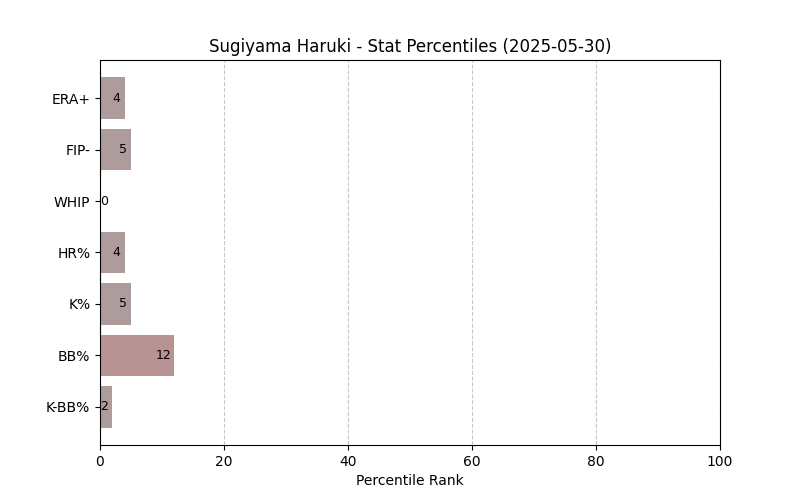 Sugiyama Haruki - Stat Percentiles (2025-05-30)
ERA+ 4
FIP- 5
WHIP 0
HR% 4
K% 5
BB% 12
K-BB% 2
0 20 40 60 80 100
Percentile Rank